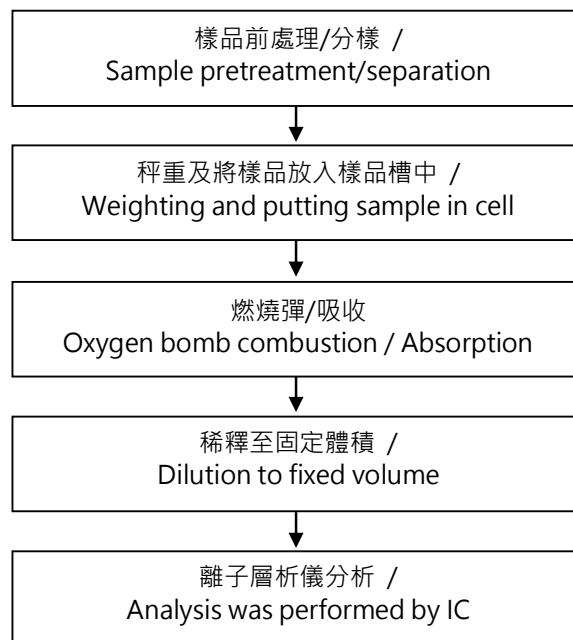 樣品前處理/分樣 /
Sample pretreatment/separation
秤重及將樣品放入樣品槽中 /
Weighting and putting sample in cell
燃燒彈/吸收
Oxygen bomb combustion / Absorption
稀釋至固定體積 /
Dilution to fixed volume
離子層析儀分析 /
Analysis was performed by IC